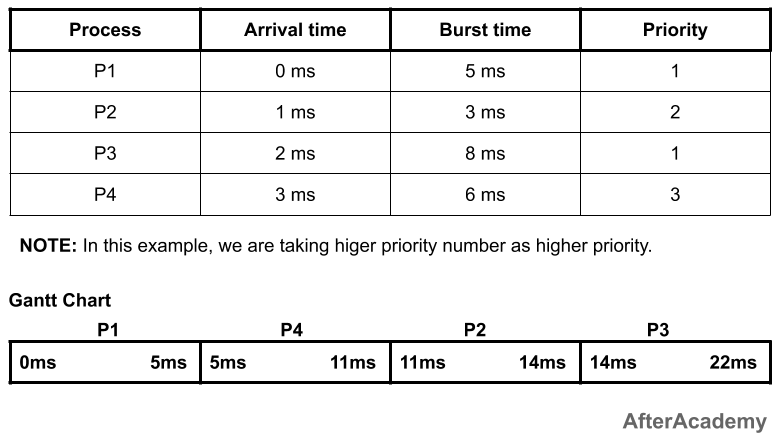 Process Arrival time Burst time Priority
P1 0 ms 5 ms 1
P2 1 ms 3 ms 2
P3 2 ms 8 ms 1
P4 3 ms 6 ms 3
NOTE: In this example, we are taking higer priority number as higher priority.
Gantt Chart
P1 P4 P2 P3
0ms 5ms 5ms 11ms 11ms 14ms 14ms 22ms
AfterAcademy